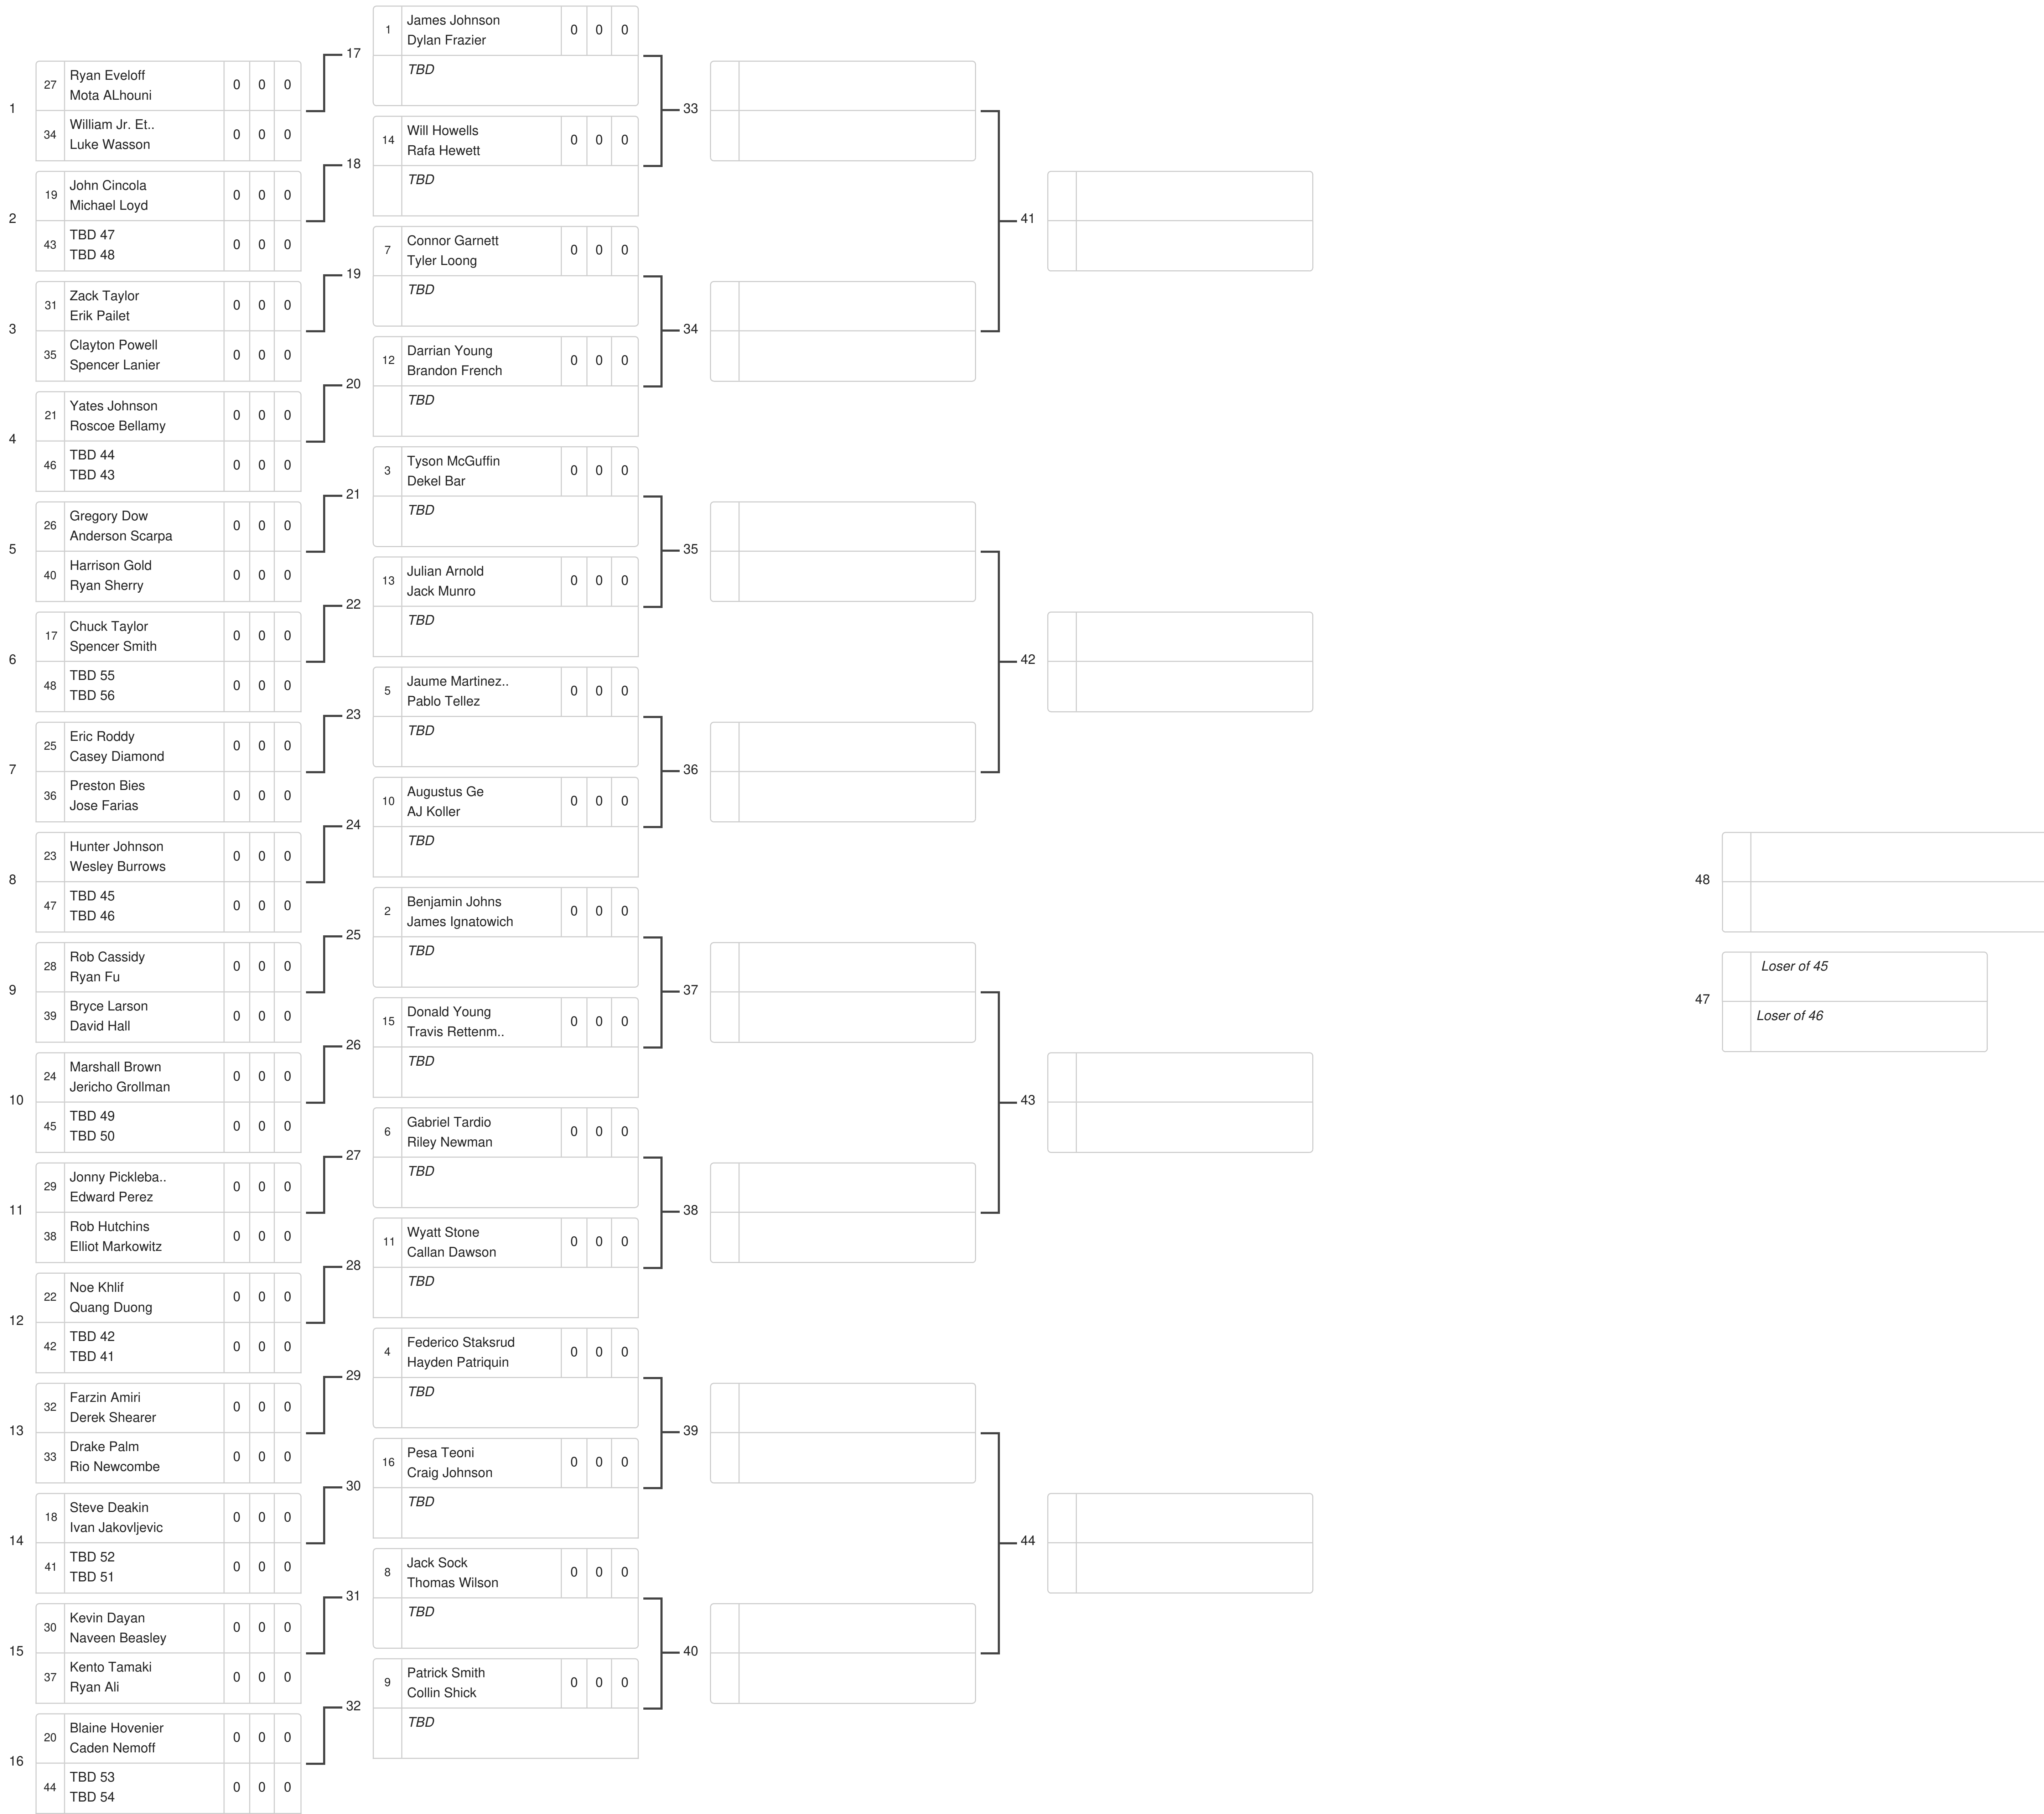 1
27
Ryan Eveloff
Mota ALhouni
0 0 0
34
William Jr. Et..
Luke Wasson
0 0 0
2
19
John Cincola
Michael Loyd
0 0 0
43
TBD 47
TBD 48
0 0 0
3
31
Zack Taylor
Erik Pailet
0 0 0
35
Clayton Powell
Spencer Lanier
0 0 0
4
21
Yates Johnson
Roscoe Bellamy
0 0 0
46
TBD 44
TBD 43
0 0 0
5
26
Gregory Dow
Anderson Scarpa
0 0 0
40
Harrison Gold
Ryan Sherry
0 0 0
6
17
Chuck Taylor
Spencer Smith
0 0 0
48
TBD 55
TBD 56
0 0 0
7
25
Eric Roddy
Casey Diamond
0 0 0
36
Preston Bies
Jose Farias
0 0 0
8
23
Hunter Johnson
Wesley Burrows
0 0 0
47
TBD 45
TBD 46
0 0 0
9
28
Rob Cassidy
Ryan Fu
0 0 0
39
Bryce Larson
David Hall
0 0 0
10
24
Marshall Brown
Jericho Grollman
0 0 0
45
TBD 49
TBD 50
0 0 0
11
29
Jonny Pickleba..
Edward Perez
0 0 0
38
Rob Hutchins
Elliot Markowitz
0 0 0
12
22
Noe Khlif
Quang Duong
0 0 0
42
TBD 42
TBD 41
0 0 0
13
32
Farzin Amiri
Derek Shearer
0 0 0
33
Drake Palm
Rio Newcombe
0 0 0
14
18
Steve Deakin
Ivan Jakovljevic
0 0 0
41
TBD 52
TBD 51
0 0 0
15
30
Kevin Dayan
Naveen Beasley
0 0 0
37
Kento Tamaki
Ryan Ali
0 0 0
16
20
Blaine Hovenier
Caden Nemoff
0 0 0
44
TBD 53
TBD 54
0 0 0
17
1
James Johnson
Dylan Frazier
0 0 0
TBD
18
14
Will Howells
Rafa Hewett
0 0 0
TBD
19
7
Connor Garnett
Tyler Loong
0 0 0
TBD
20
12
Darrian Young
Brandon French
0 0 0
TBD
21
3
Tyson McGuffin
Dekel Bar
0 0 0
TBD
22
13
Julian Arnold
Jack Munro
0 0 0
TBD
23
5
Jaume Martinez..
Pablo Tellez
0 0 0
TBD
24
10
Augustus Ge
AJ Koller
0 0 0
TBD
25
2
Benjamin Johns
James Ignatowich
0 0 0
TBD
26
15
Donald Young
Travis Rettenm..
0 0 0
TBD
27
6
Gabriel Tardio
Riley Newman
0 0 0
TBD
28
11
Wyatt Stone
Callan Dawson
0 0 0
TBD
29
4
Federico Staksrud
Hayden Patriquin
0 0 0
TBD
30
16
Pesa Teoni
Craig Johnson
0 0 0
TBD
31
8
Jack Sock
Thomas Wilson
0 0 0
TBD
32
9
Patrick Smith
Collin Shick
0 0 0
TBD
33
34
35
36
37
38
39
40
41
42
43
44
48
47
Loser of 45
Loser of 46